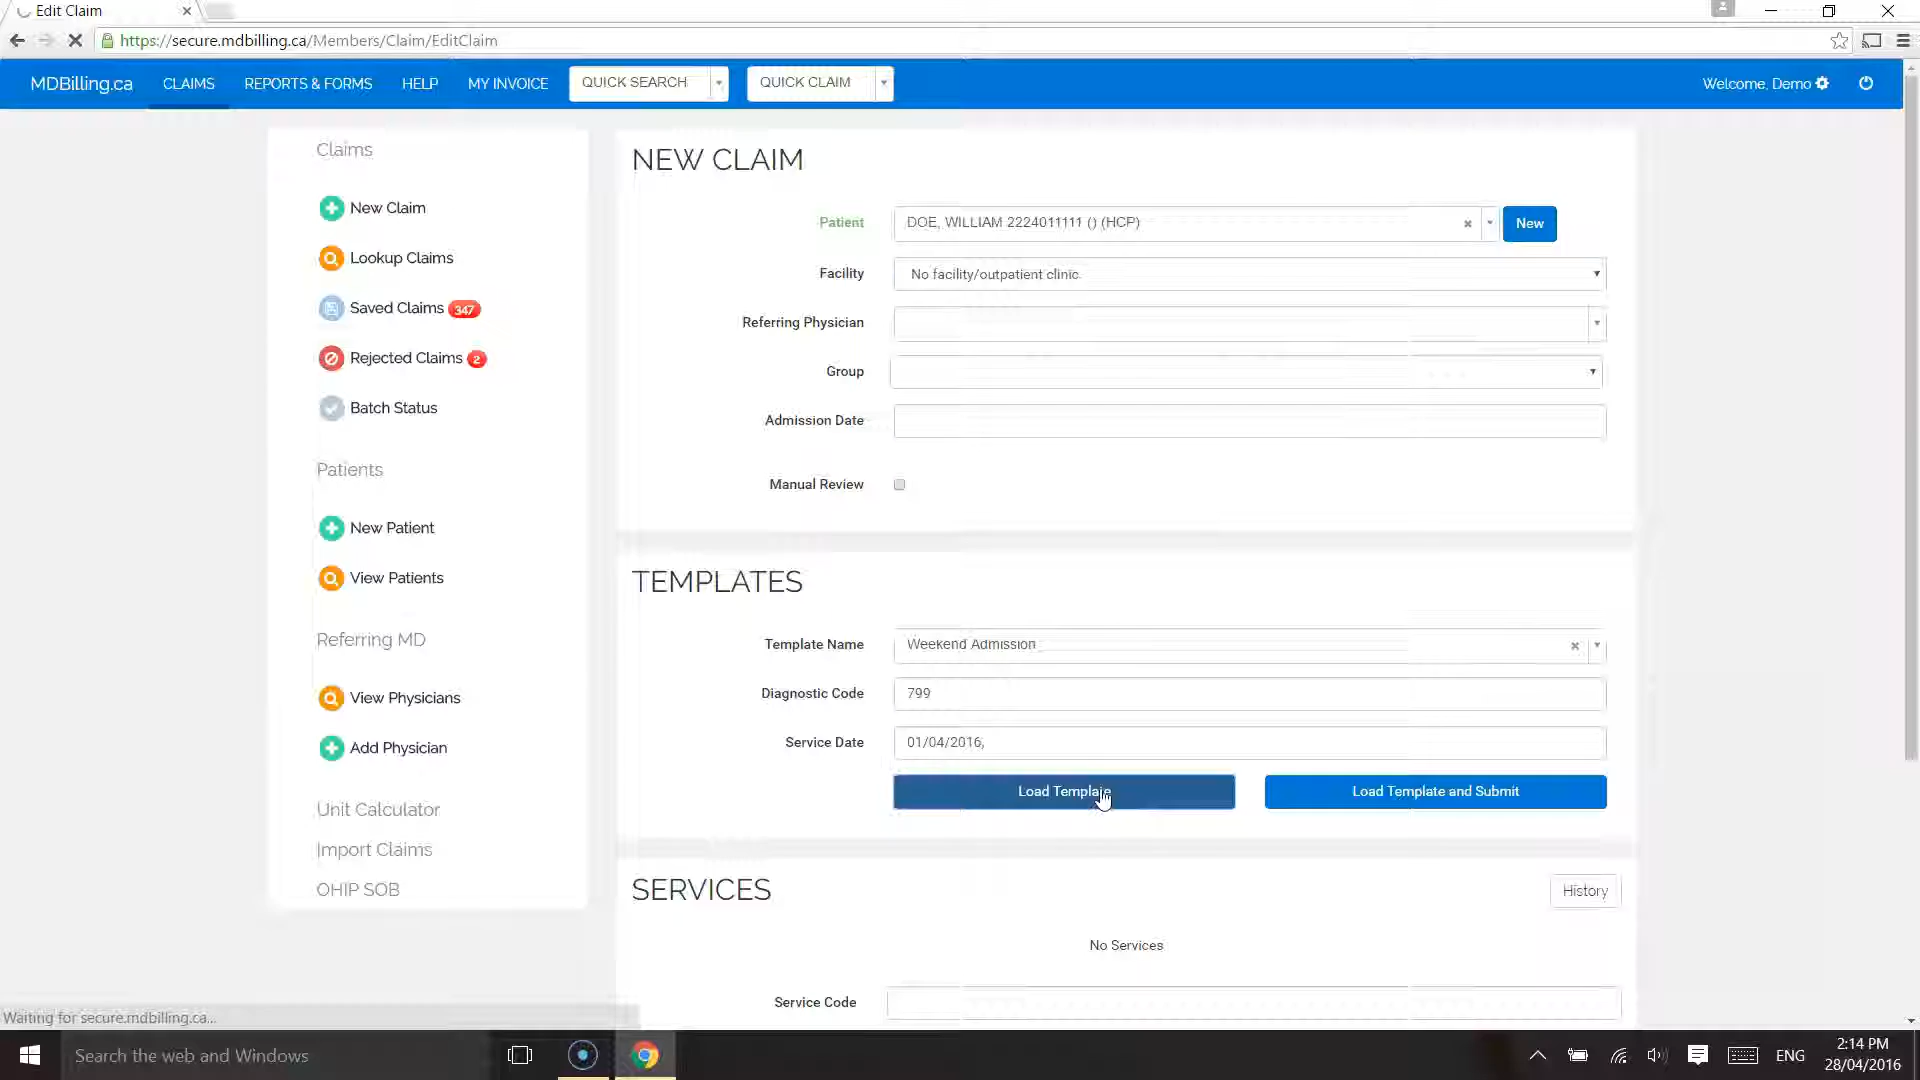 Edit Claim
https://secure.mdbilling.ca/Members/Claim/EditClaim
MDBilling.ca CLAIMS REPORTS & FORMS HELP MY INVOICE QUICK SEARCH QUICK CLAIM Welcome, Demo
Claims
New Claim
Lookup Claims
Saved Claims 347
Rejected Claims 2
Batch Status
Patients
New Patient
View Patients
Referring MD
View Physicians
Add Physician
Unit Calculator
Import Claims
OHIP SOB
NEW CLAIM
Patient DOE, WILLIAM 2224011111 () (HCP) New
Facility No facility/outpatient clinic
Referring Physician
Group
Admission Date
Manual Review
TEMPLATES
Template Name Weekend Admission
Diagnostic Code 799
Service Date 01/04/2016,
Load Template Load Template and Submit
SERVICES History
No Services
Service Code
Waiting for secure.mdbilling.ca...
Search the web and Windows ENG 2:14 PM
28/04/2016